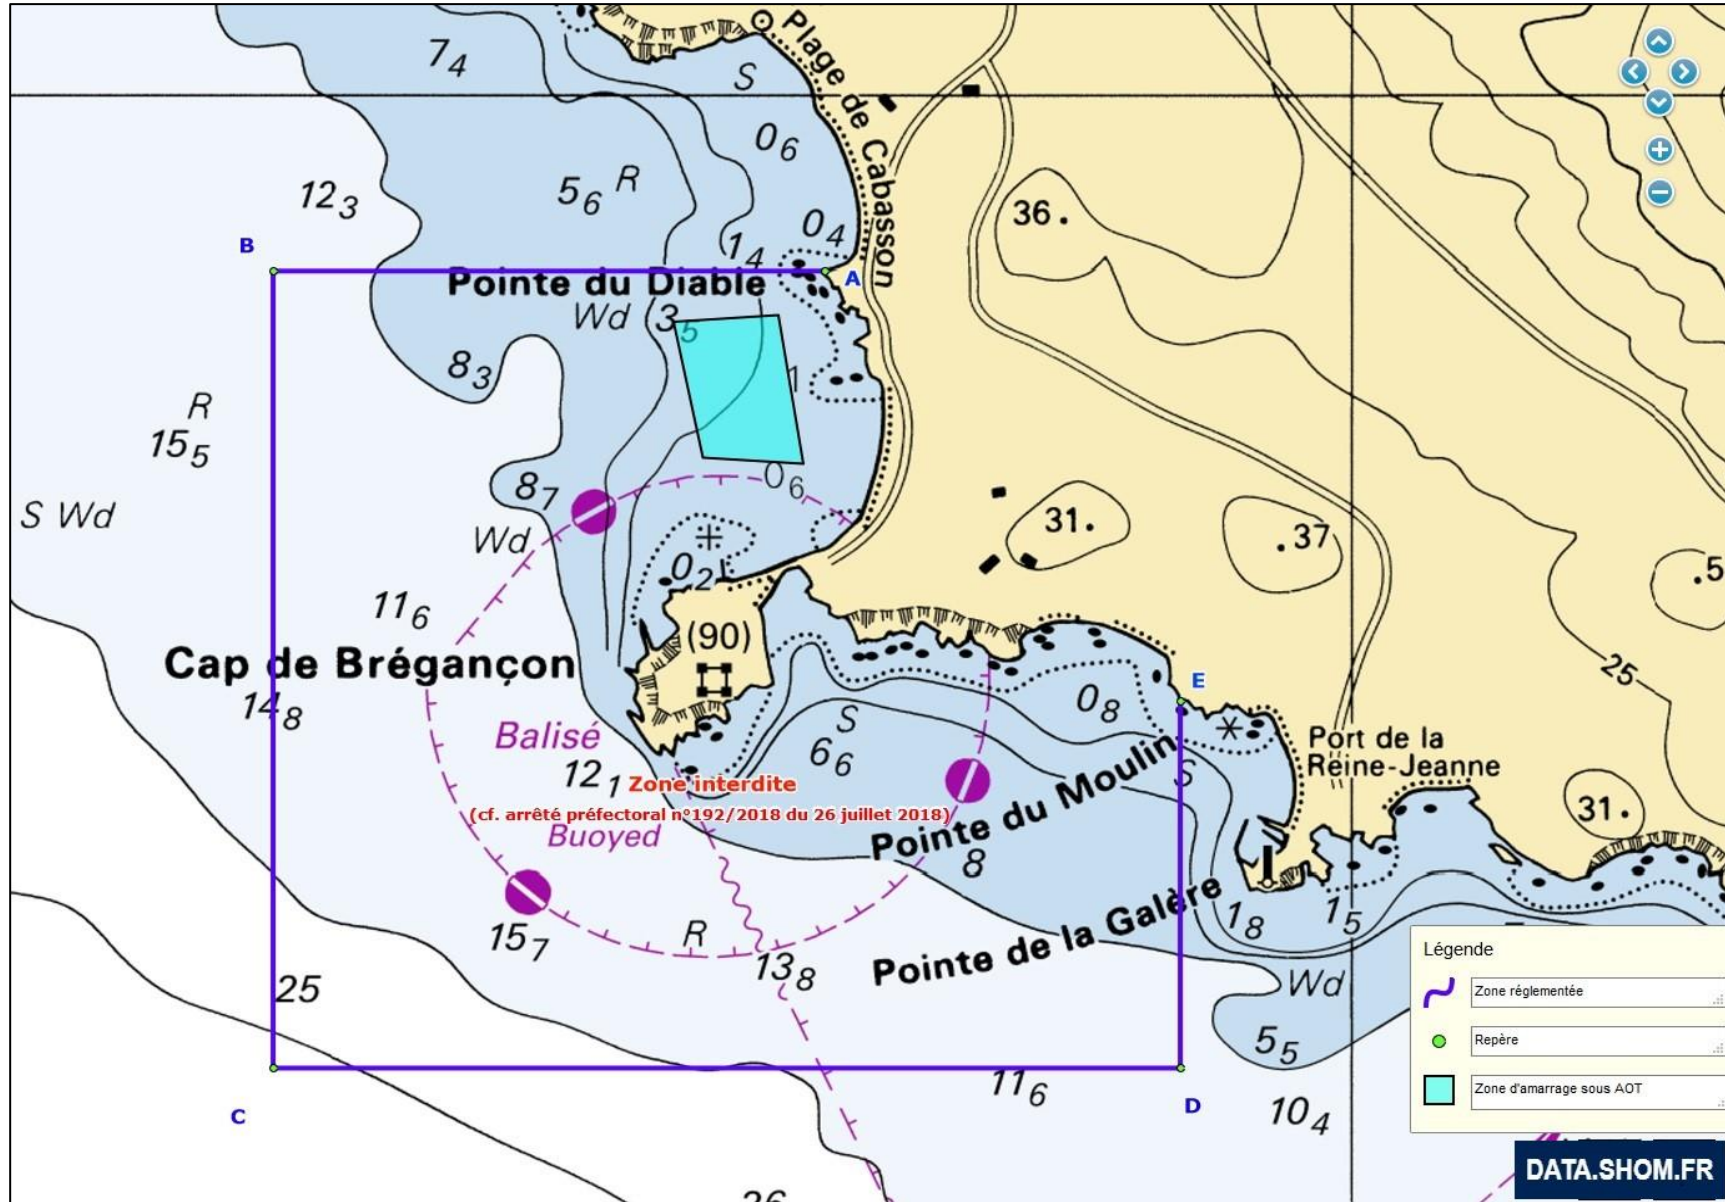 7₄
S
Plage de Cabasson
0₆
12₃
5₆ R
0₄
36
B
1₄
A
Pointe du Diable
Wd 3₅
8₃
1
R
15₅
0₆
8₇
S Wd
Wd
31
37
0₂
5
11₆
(90)
Cap de Brégançon
25
E
0₈
14₈
S
Balisé
6₆
Port de la
Reine-Jeanne
12₁
S
Zone interdite
(cf. arrêté préfectoral n°192/2018 du 26 juillet 2018)
Buoyed
Pointe du Moulin
31
8
15₇
R
Pointe de la Galère
1₈
1₅
13₈
Wd
25
5₅
11₆
C
D
10₄
26
Légende
Zone réglementée
Repère
Zone d'amarrage sous AOT
DATA.SHOM.FR